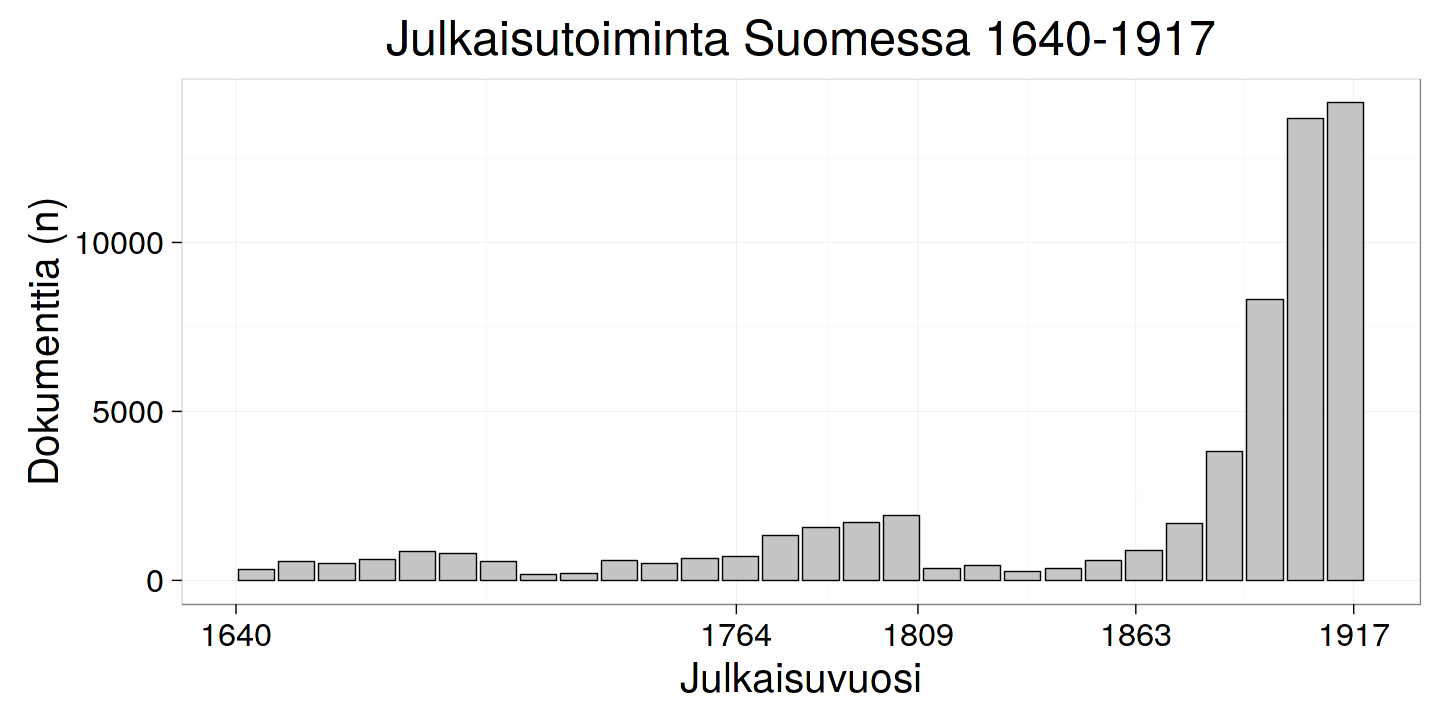 Julkaisutoiminta Suomessa 1640-1917
Dokumenttia (n)
10000
5000
0
1640 1764 1809 1863 1917
Julkaisuvuosi